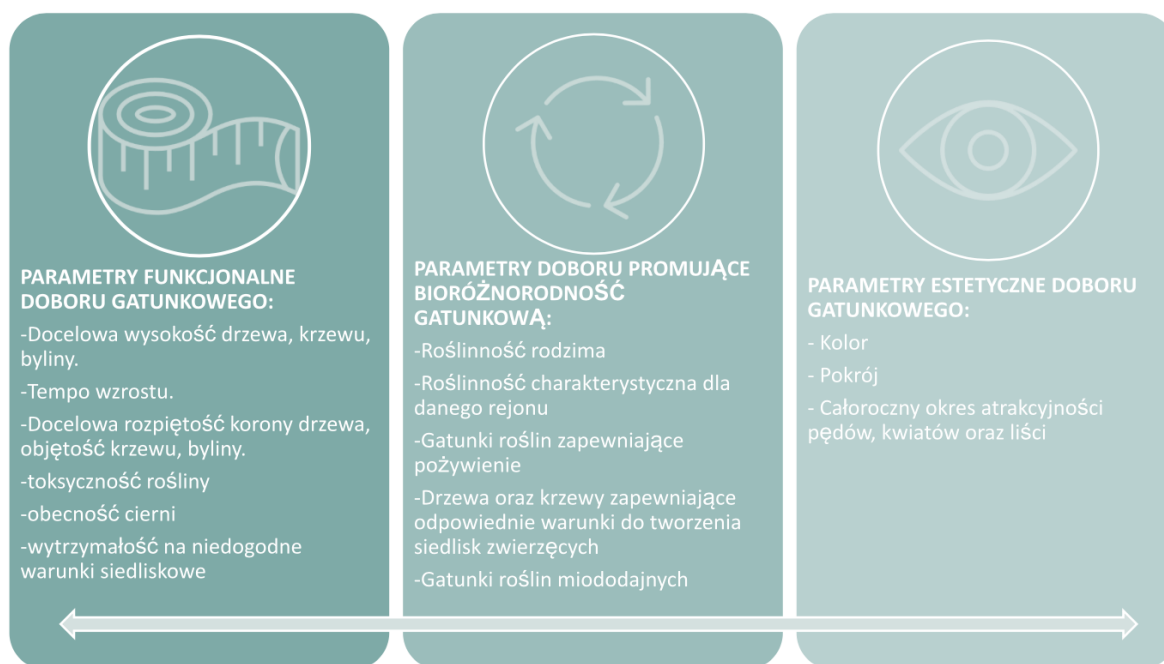 PARAMETRY FUNKCJONALNE
DOBORU GATUNKOWEGO:
-Docelowa wysokość drzewa, krzewu,
byliny.
-Tempo wzrostu.
-Docelowa rozpiętość korony drzewa,
objętość krzewu, byliny.
-toksyczność rośliny
-obecność cierni
-wytrzymałość na niedogodne
warunki siedliskowe
PARAMETRY DOBORU PROMUJĄCE
BIORÓŻNORODNOŚĆ
GATUNKOWĄ:
-Roślinność rodzima
-Roślinność charakterystyczna dla
danego rejonu
-Gatunki roślin zapewniające
pożywienie
-Drzewa oraz krzewy zapewniające
odpowiednie warunki do tworzenia
siedlisk zwierzęcych
-Gatunki roślin miododajnych
PARAMETRY ESTETYCZNE DOBORU
GATUNKOWEGO:
- Kolor
- Pokrój
- Całoroczny okres atrakcyjności
pędów, kwiatów oraz liści